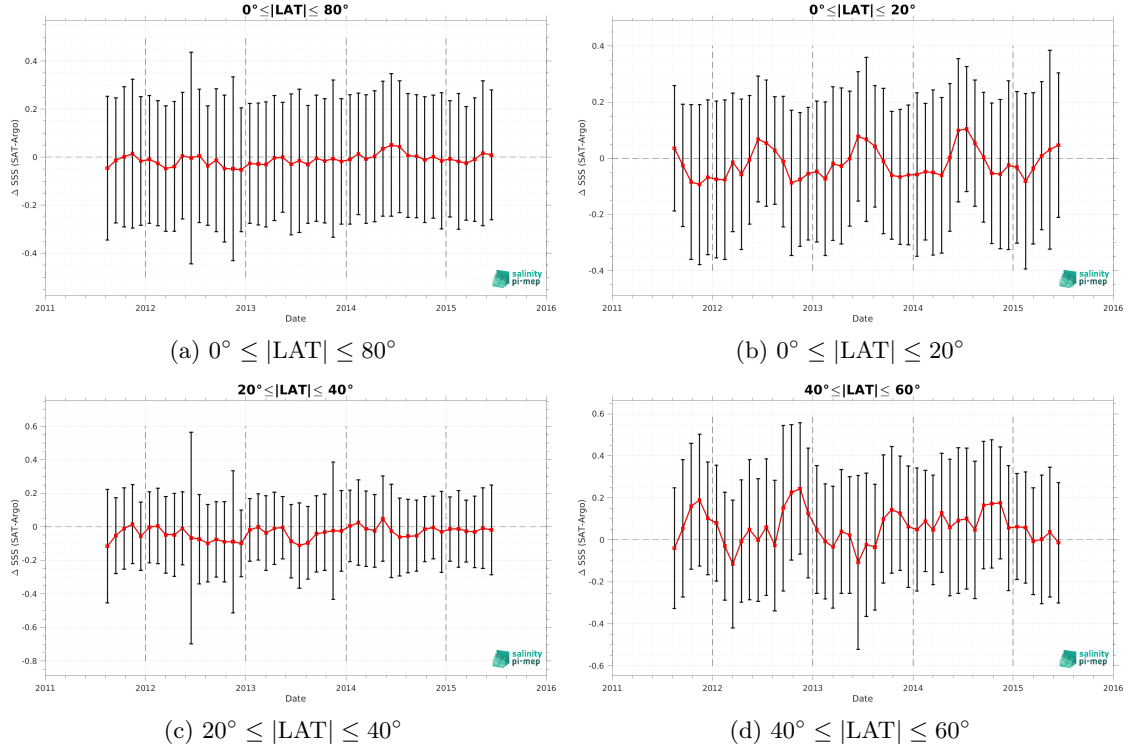 0°≤|LAT|≤ 80°
Δ SSS (SAT-Argo)
0.4
0.2
0
-0.2
-0.4
2011
2012
2013
2014
2015
2016
Date
salinity
pi-mep
(a) 0° ≤ |LAT| ≤ 80°
0°≤|LAT|≤ 20°
Δ SSS (SAT-Argo)
0.4
0.2
0
-0.2
-0.4
2011
2012
2013
2014
2015
2016
Date
salinity
pi-mep
(b) 0° ≤ |LAT| ≤ 20°
20°≤|LAT|≤ 40°
Δ SSS (SAT-Argo)
0.6
0.4
0.2
0
-0.2
-0.4
-0.6
-0.8
2011
2012
2013
2014
2015
2016
Date
salinity
pi-mep
(c) 20° ≤ |LAT| ≤ 40°
40°≤|LAT|≤ 60°
Δ SSS (SAT-Argo)
0.6
0.4
0.2
0
-0.2
-0.4
-0.6
2011
2012
2013
2014
2015
2016
Date
salinity
pi-mep
(d) 40° ≤ |LAT| ≤ 60°